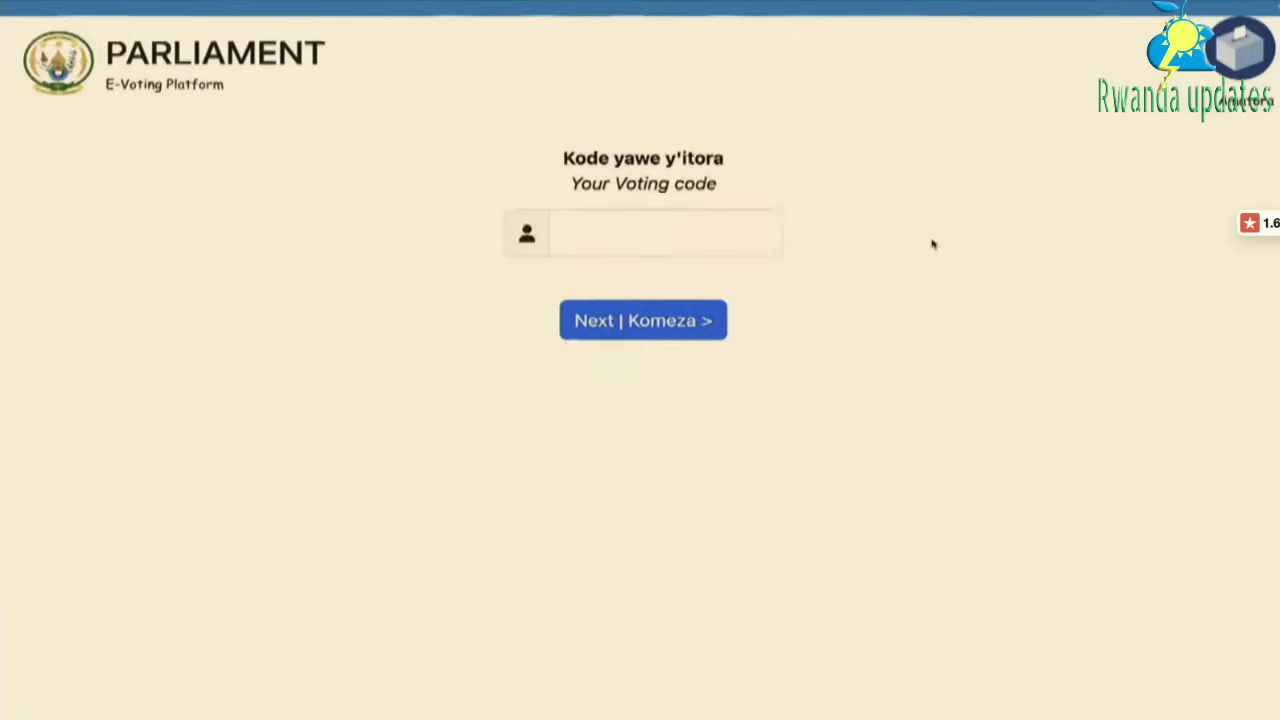 PARLIAMENT
E-Voting Platform
Rwanda updates
Kode yawe y'itora
Your Voting code
1.6
Next | Komeza >